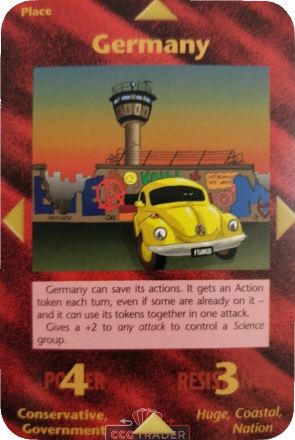 Place
Germany
Germany can save its actions. It gets an Action
token each turn, even if some are already on it –
and it can use its tokens together in one attack.
Gives a +2 to any attack to control a Science
group.
POWER 4
RESISTANCE 3
Conservative, Government
Huge, Coastal, Nation
CCG TRADER